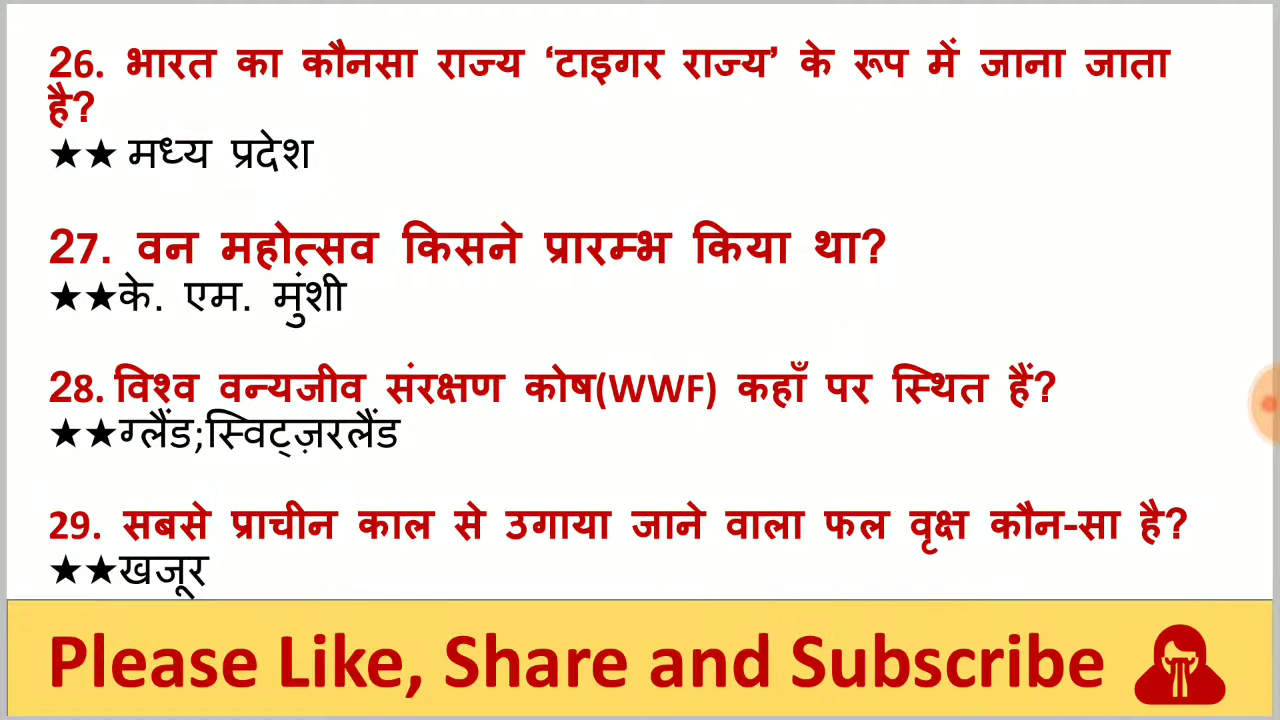 26. भारत का कौनसा राज्य ‘टाइगर राज्य’ के रूप में जाना जाता
है?
★★ मध्य प्रदेश
27. वन महोत्सव किसने प्रारम्भ किया था?
★★के. एम. मुंशी
28. विश्व वन्यजीव संरक्षण कोष(WWF) कहाँ पर स्थित हैं?
★★ग्लैंड;स्विट्ज़रलैंड
29. सबसे प्राचीन काल से उगाया जाने वाला फल वृक्ष कौन-सा है?
★★खजूर
Please Like, Share and Subscribe